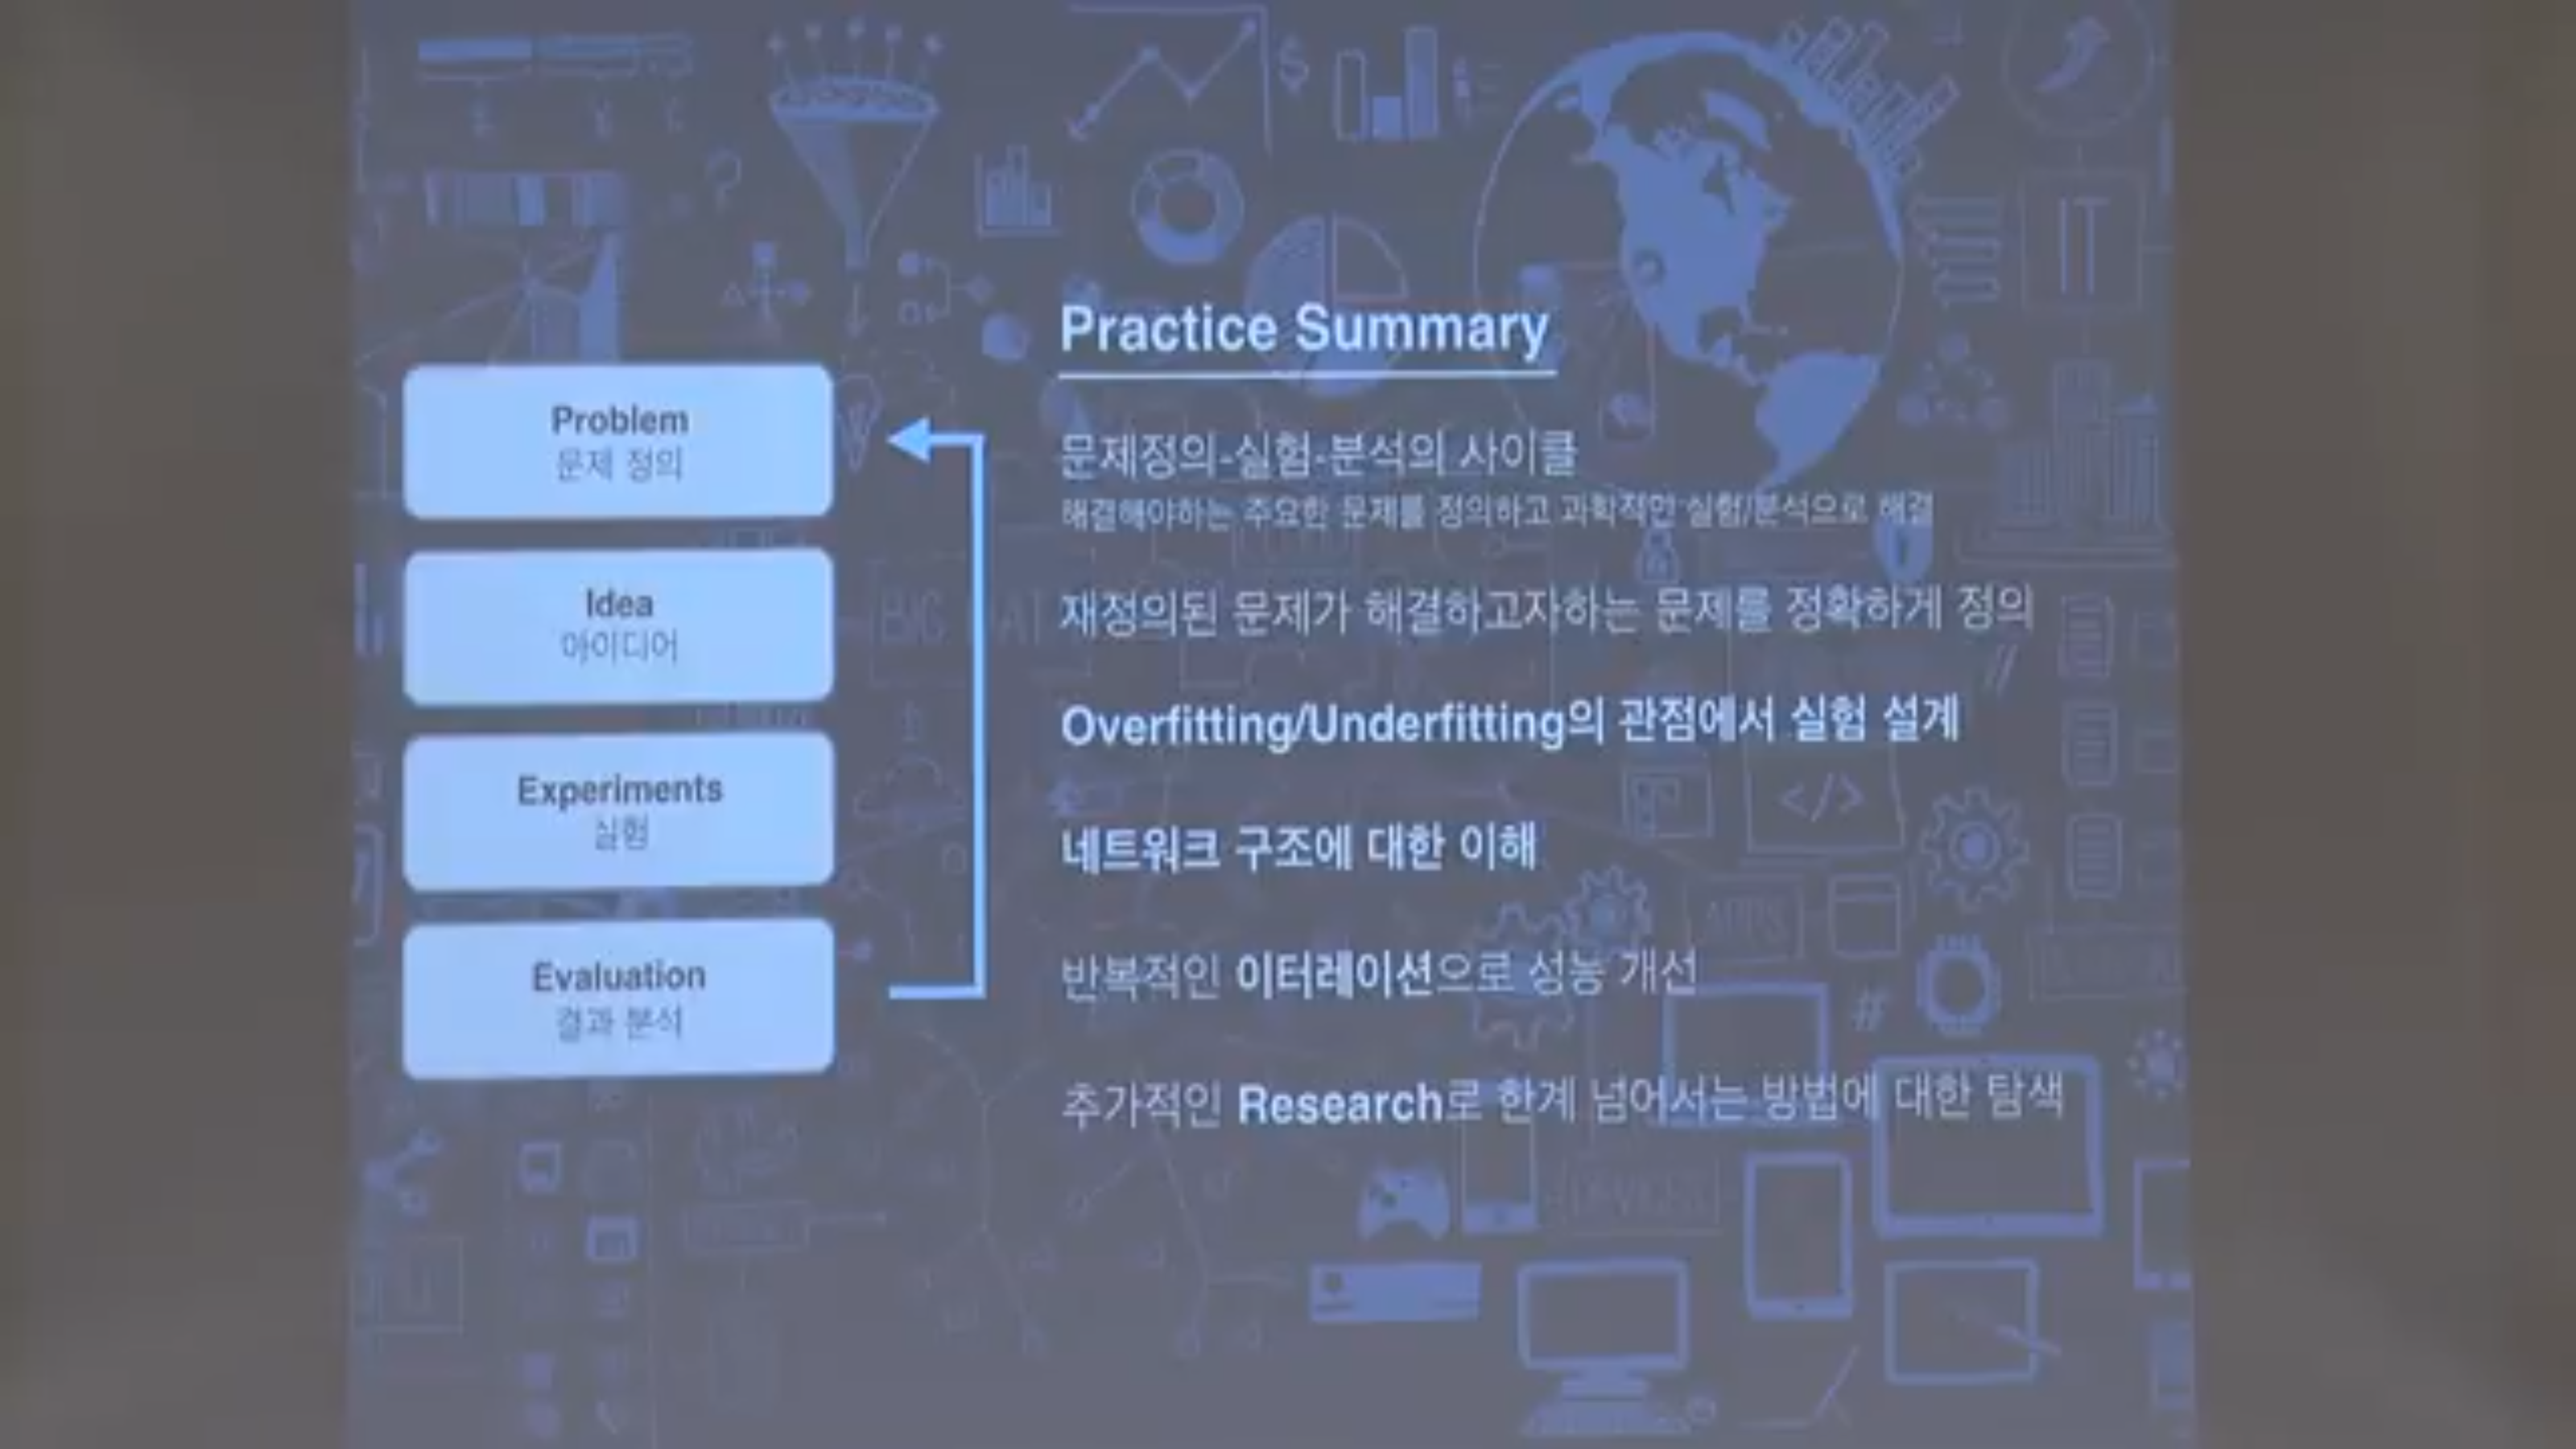 Problem
문제 정의
Idea
아이디어
Experiments
실험
Evaluation
결과 분석
Practice Summary
문제정의-실험-분석의 사이클
해결해야하는 주요한 문제를 정의하고 과학적인 실험/분석으로 해결
재정의된 문제가 해결하고자하는 문제를 정확하게 정의
Overfitting/Underfitting의 관점에서 실험 설계
네트워크 구조에 대한 이해
반복적인 이터레이션으로 성능 개선
추가적인 Research로 한계 넘어서는 방법에 대한 탐색
$
IT
BIG
</>
APPS
#